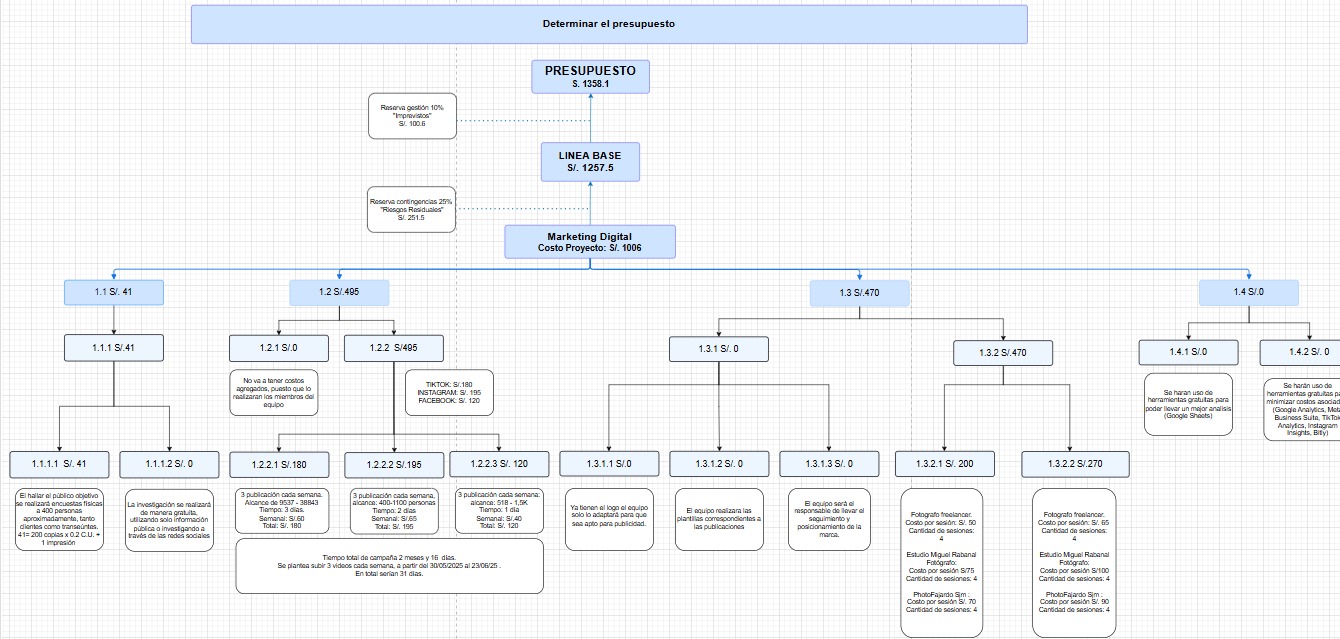 Determinar el presupuesto
PRESUPUESTO
S. 1358.1
Reserva gestión 10%
"Imprevistos"
S/. 100.6
LINEA BASE
S/. 1257.5
Reserva contingencias 25%
"Riesgos Residuales"
S/. 251.5
Marketing Digital
Costo Proyecto: S/. 1006
1.1 S/. 41
1.2 S/.495
1.3 S/.470
1.4 S/.0
1.1.1 S/.41
1.2.1 S/.0
1.2.2 S/495
1.3.1 S/. 0
1.3.2 S/.470
1.4.1 S/.0
1.4.2 S/. 0
No va a tener costos
agregados, puesto que lo
realizaran los miembros del
equipo
TIKTOK: S/.180
INSTAGRAM: S/. 195
FACEBOOK: S/. 120
Se haran uso de
herramientas gratuitas para
poder llevar un mejor analisis
(Google Sheets)
Se harán uso de
herramientas gratuitas pa
minimizar costos asociad
(Google Analytics, Meta
Business Suite, TikTok
Analytics, Instagram
Insights, Bitly)
1.1.1.1 S/. 41
1.1.1.2 S/. 0
1.2.2.1 S/.180
1.2.2.2 S/.195
1.2.2.3 S/. 120
1.3.1.1 S/.0
1.3.1.2 S/. 0
1.3.1.3 S/. 0
1.3.2.1 S/. 200
1.3.2.2 S/.270
El hallar el público objetivo
se realizará encuestas físicas
a 400 personas
aproximadamente, tanto
clientes como transeúntes.
41= 200 copias x 0.2 C.U. +
1 impresión
La investigación se realizará
de manera gratuita,
utilizando solo información
pública o investigando a
través de las redes sociales
3 publicación cada semana.
Alcance de 9537 - 38843
Tiempo: 3 días.
Semanal: S/.60
Total: S/. 180
3 publicación cada semana,
alcance: 400-1100 personas
Tiempo: 2 días
Semanal: S/.65
Total: S/. 195
3 publicación cada semana:
alcance: 518 - 1,5K
Tiempo: 1 día
Semanal: S/.40
Total: S/. 120
Tiempo total de campaña 2 meses y 16 días.
Se plantea subir 3 videos cada semana, a partir del 30/05/2025 al 23/06/25 .
En total serían 31 días.
Ya tienen el logo el equipo
solo lo adaptará para que
sea apto para publicidad.
El equipo realizara las
plantillas correspondientes a
las publicaciones
El equipo será el
responsable de llevar el
seguimiento y
posicionamiento de la
marca.
Fotografo freelancer.
Costo por sesión: S/. 50
Cantidad de sesiones:
4
Estudio Miguel Rabanal
Fotógrafo:
Costo por sesión S/75
Cantidad de sesiones: 4
PhotoFajardo Sjm :
Costo por sesión S/. 70
Cantidad de sesiones: 4
Fotografo freelancer.
Costo por sesión: S/. 65
Cantidad de sesiones:
4
Estudio Miguel Rabanal
Fotógrafo:
Costo por sesión S/100
Cantidad de sesiones: 4
PhotoFajardo Sjm :
Costo por sesión S/. 90
Cantidad de sesiones: 4